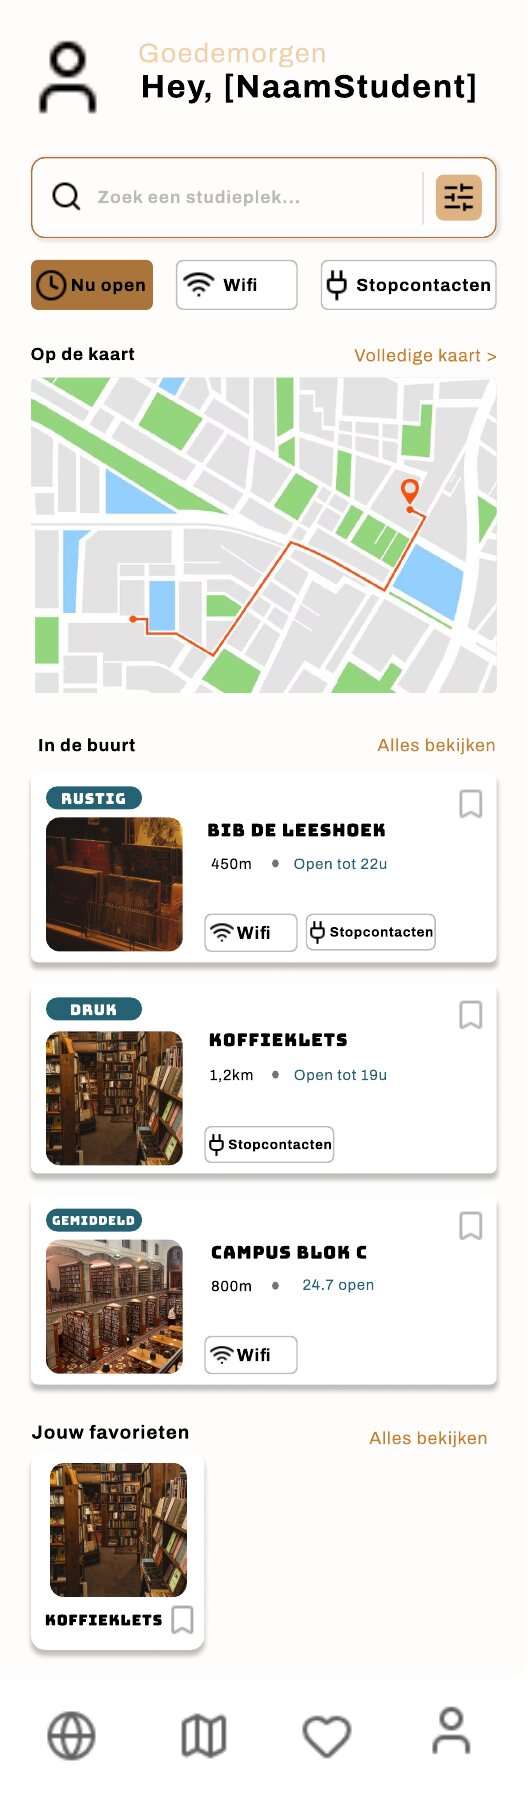 Goedemorgen
Hey, [NaamStudent]
Zoek een studieplek...
Nu open
Wifi
Stopcontacten
Op de kaart
Volledige kaart >
In de buurt
Alles bekijken
RUSTIG
BIB DE LEESHOEK
450m
Open tot 22u
Wifi
Stopcontacten
DRUK
KOFFIEKLETS
1,2km
Open tot 19u
Stopcontacten
GEMIDDELD
CAMPUS BLOK C
800m
24.7 open
Wifi
Jouw favorieten
Alles bekijken
KOFFIEKLETS